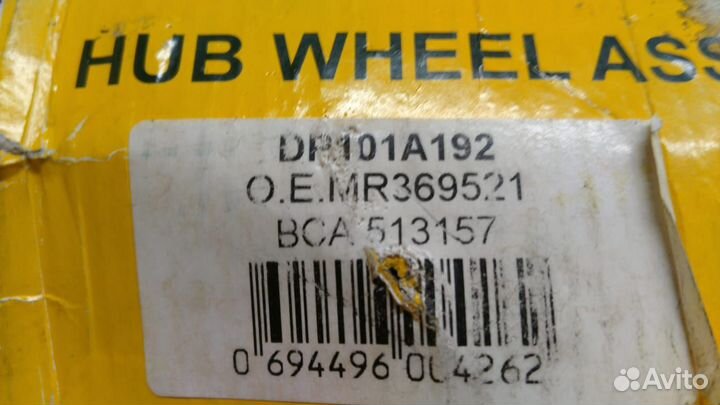 HUB WHEEL ASS
DP101A192
O.E.MR369521
BCA 513157
0 694496 004262
Avito